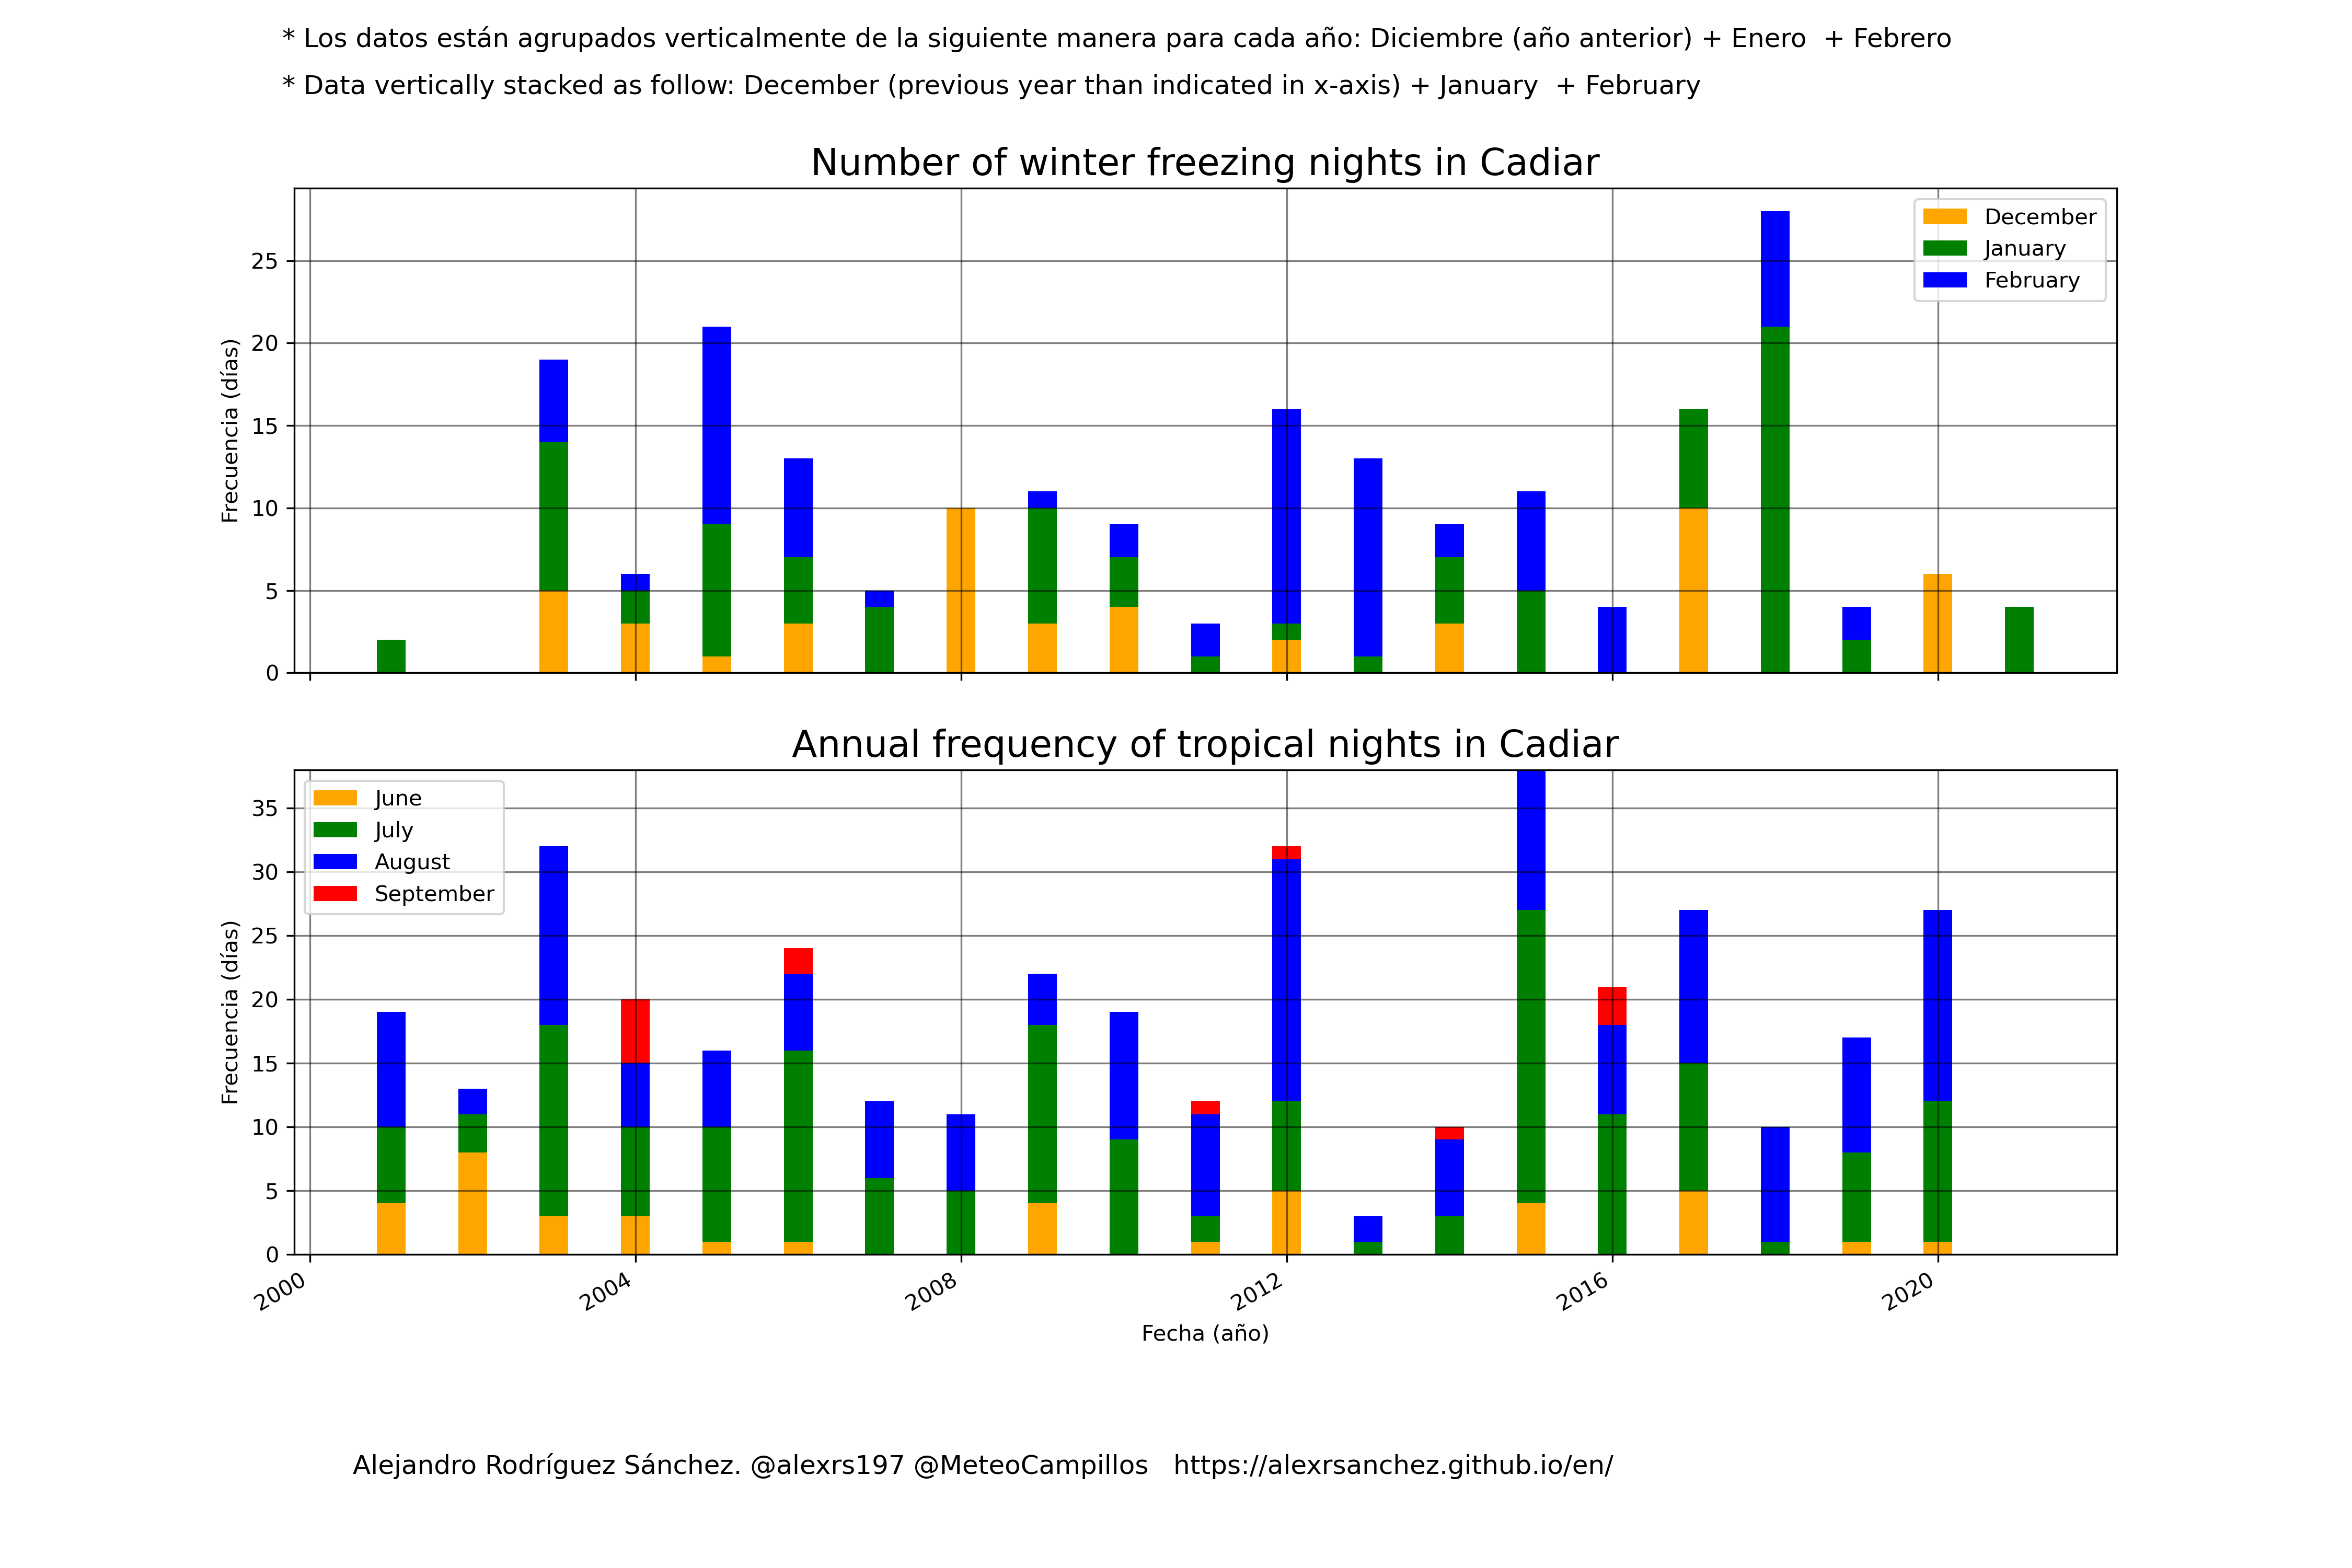 * Los datos están agrupados verticalmente de la siguiente manera para cada año: Diciembre (año anterior) + Enero  + Febrero
* Data vertically stacked as follow: December (previous year than indicated in x-axis) + January  + February
Number of winter freezing nights in Cadiar
Frecuencia (días)
25
20
15
10
5
0
December
January
February
Annual frequency of tropical nights in Cadiar
Frecuencia (días)
35
30
25
20
15
10
5
0
June
July
August
September
2000
2004
2008
2012
2016
2020
Fecha (año)
Alejandro Rodríguez Sánchez. @alexrs197 @MeteoCampillos   https://alexrsanchez.github.io/en/